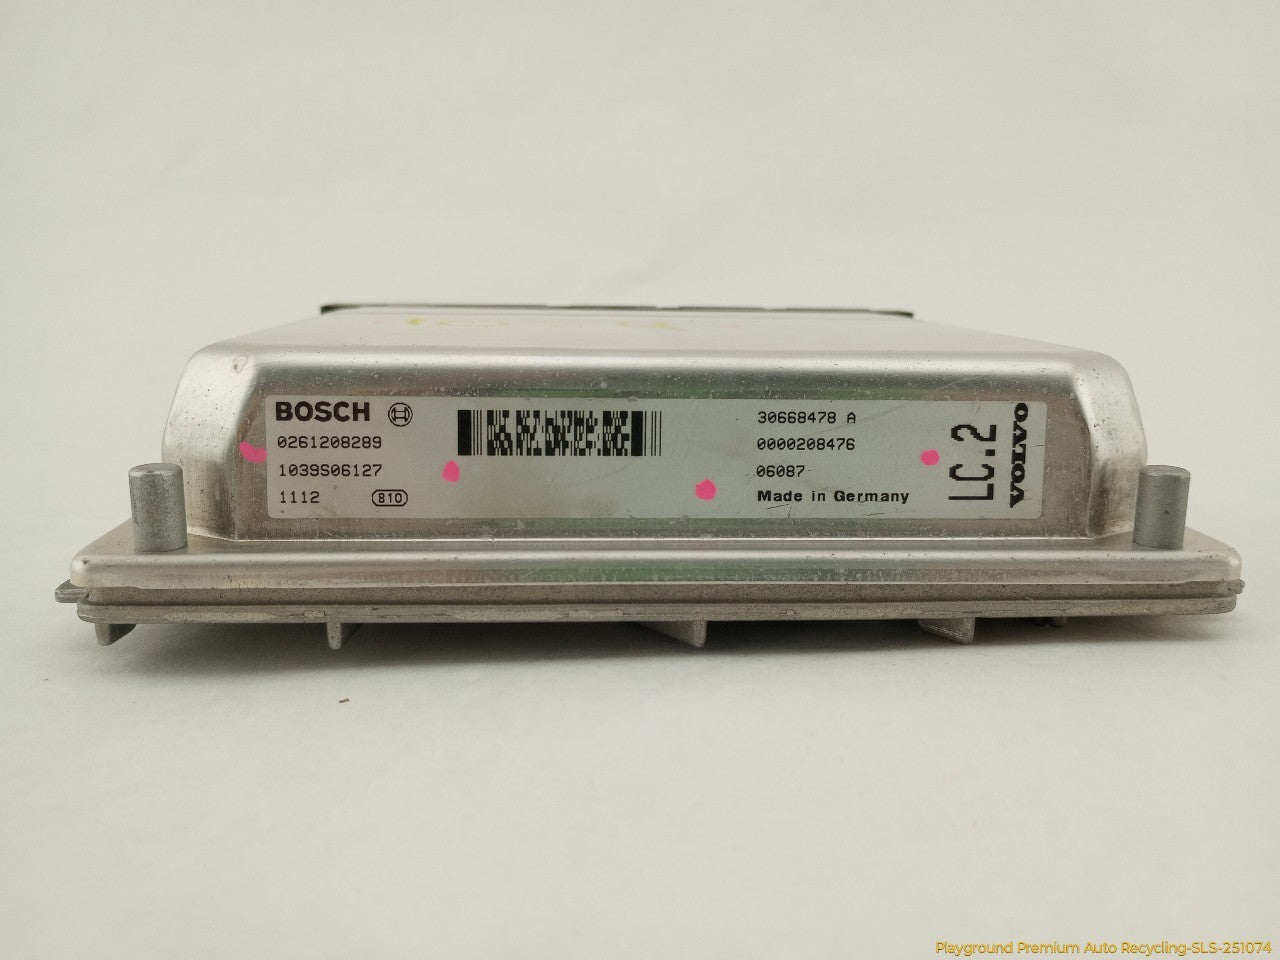 BOSCH
0261208289
1039S06127
1112 810
30668478 A
0000208476
06087
Made in Germany
LC.2
VOLVO
Playground Premium Auto Recycling-SLS-251074